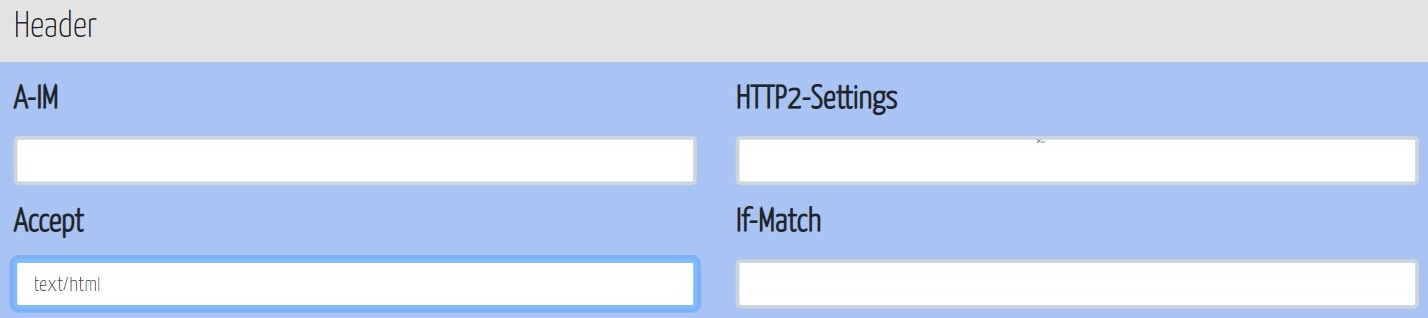 Header
A-IM
HTTP2-Settings
Accept
If-Match
text/html